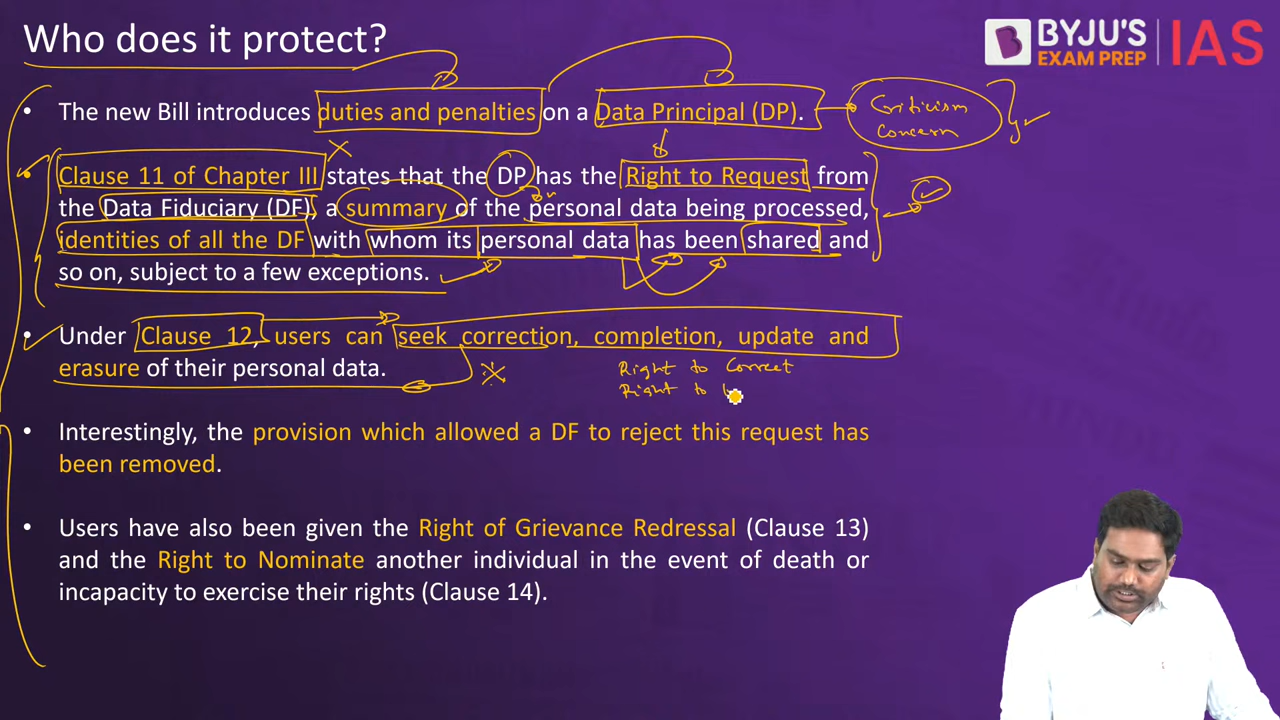 Who does it protect?
BYJU'S
EXAM PREP
IAS
• The new Bill introduces duties and penalties on a Data Principal (DP).
Criticism
Concern
• Clause 11 of Chapter III states that the DP has the Right to Request from
the Data Fiduciary (DF), a summary of the personal data being processed,
identities of all the DF with whom its personal data has been shared and
so on, subject to a few exceptions.
• Under Clause 12, users can seek correction, completion, update and
erasure of their personal data.
Right to Correct
Right to
• Interestingly, the provision which allowed a DF to reject this request has
been removed.
• Users have also been given the Right of Grievance Redressal (Clause 13)
and the Right to Nominate another individual in the event of death or
incapacity to exercise their rights (Clause 14).